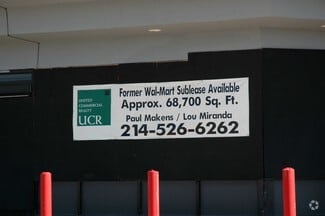 Former Wal-Mart Sublease Available
Approx. 68,700 Sq. Ft.
Paul Makens / Lou Miranda
214-526-6262
UNITED
COMMERCIAL
REALTY
UCR